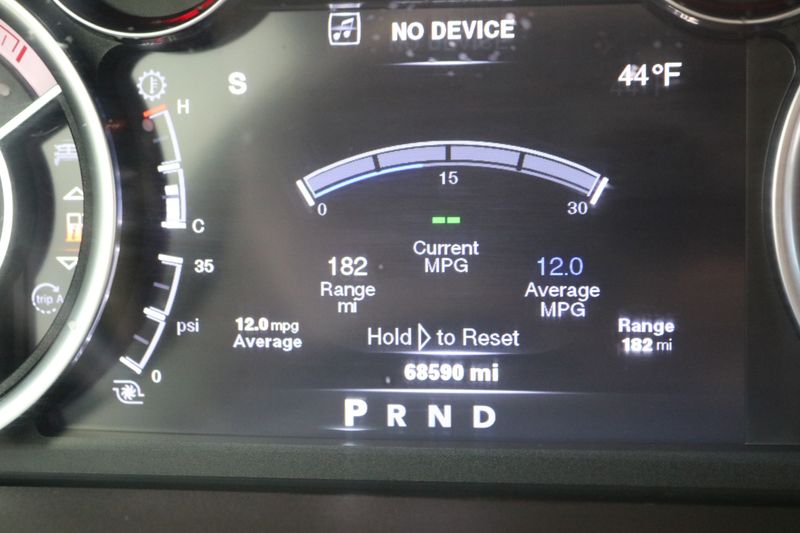 NO DEVICE
44°F
S
H
C
15
0
30
--
Current
MPG
182
Range
mi
12.0
Average
MPG
35
psi
0
trip A
12.0 mpg
Average
Hold ▷ to Reset
Range
182 mi
68590 mi
P R N D